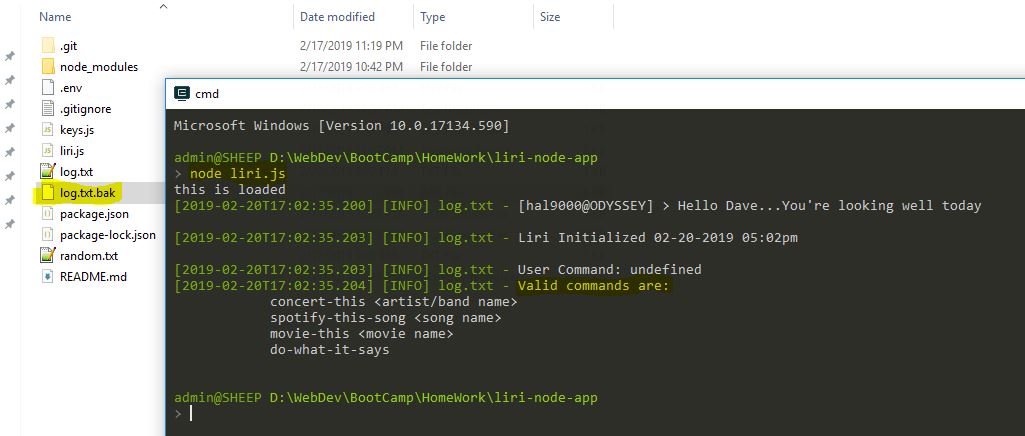 Name Date modified Type Size
.git 2/17/2019 11:19 PM File folder
node_modules 2/17/2019 10:42 PM File folder
.env
.gitignore
keys.js
liri.js
log.txt
log.txt.bak
package.json
package-lock.json
random.txt
README.md
cmd
Microsoft Windows [Version 10.0.17134.590]
admin@SHEEP D:\WebDev\BootCamp\HomeWork\liri-node-app
> node liri.js
this is loaded
[2019-02-20T17:02:35.200] [INFO] log.txt - [hal9000@ODYSSEY] > Hello Dave...You're looking well today
[2019-02-20T17:02:35.203] [INFO] log.txt - Liri Initialized 02-20-2019 05:02pm
[2019-02-20T17:02:35.203] [INFO] log.txt - User Command: undefined
[2019-02-20T17:02:35.204] [INFO] log.txt - Valid commands are:
concert-this <artist/band name>
spotify-this-song <song name>
movie-this <movie name>
do-what-it-says
admin@SHEEP D:\WebDev\BootCamp\HomeWork\liri-node-app
>